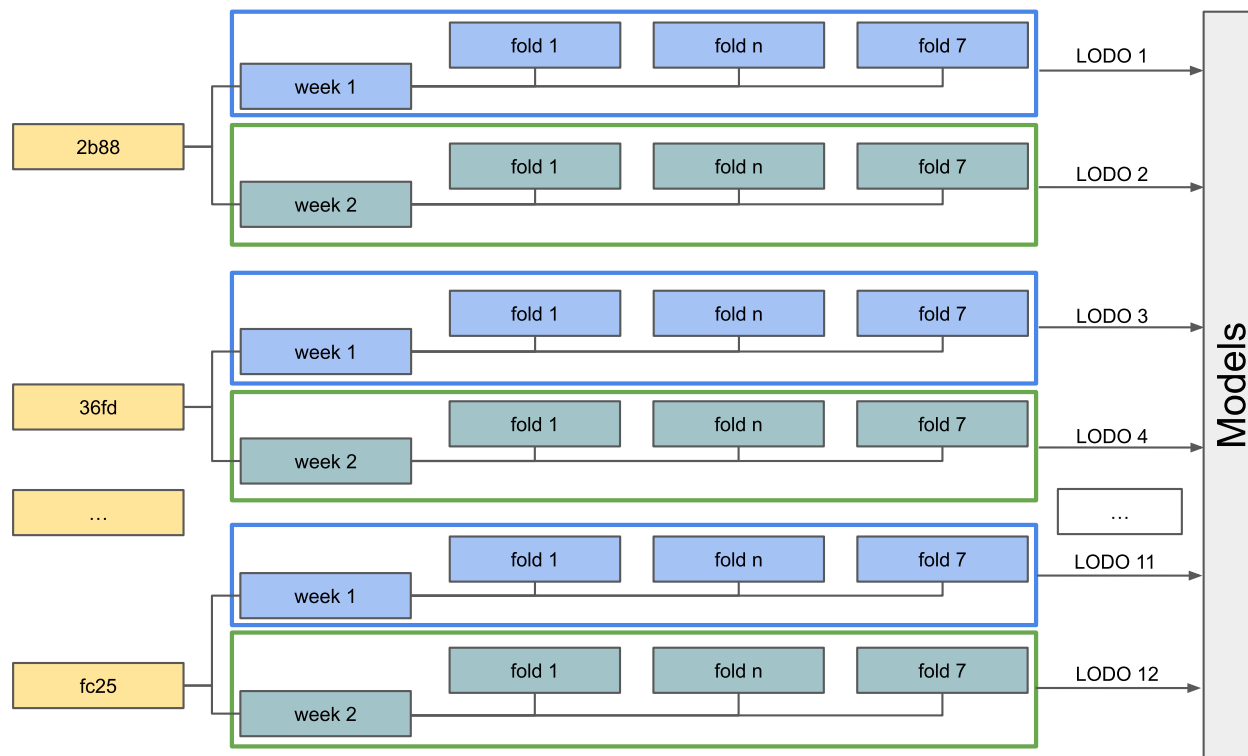 fold 1
fold n
fold 7
LODO 1
week 1
2b88
fold 1
fold n
fold 7
LODO 2
week 2
fold 1
fold n
fold 7
LODO 3
week 1
36fd
fold 1
fold n
fold 7
LODO 4
week 2
...
...
fold 1
fold n
fold 7
LODO 11
week 1
fc25
fold 1
fold n
fold 7
LODO 12
week 2
Models